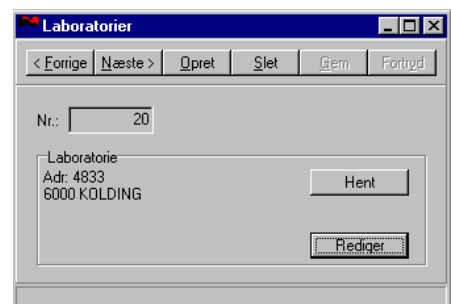 Laboratorier
< Forrige Næste > Opret Slet Gem Fortryd
Nr.: 20
Laboratorie
Adr: 4833
6000 KOLDING
Hent
Rediger